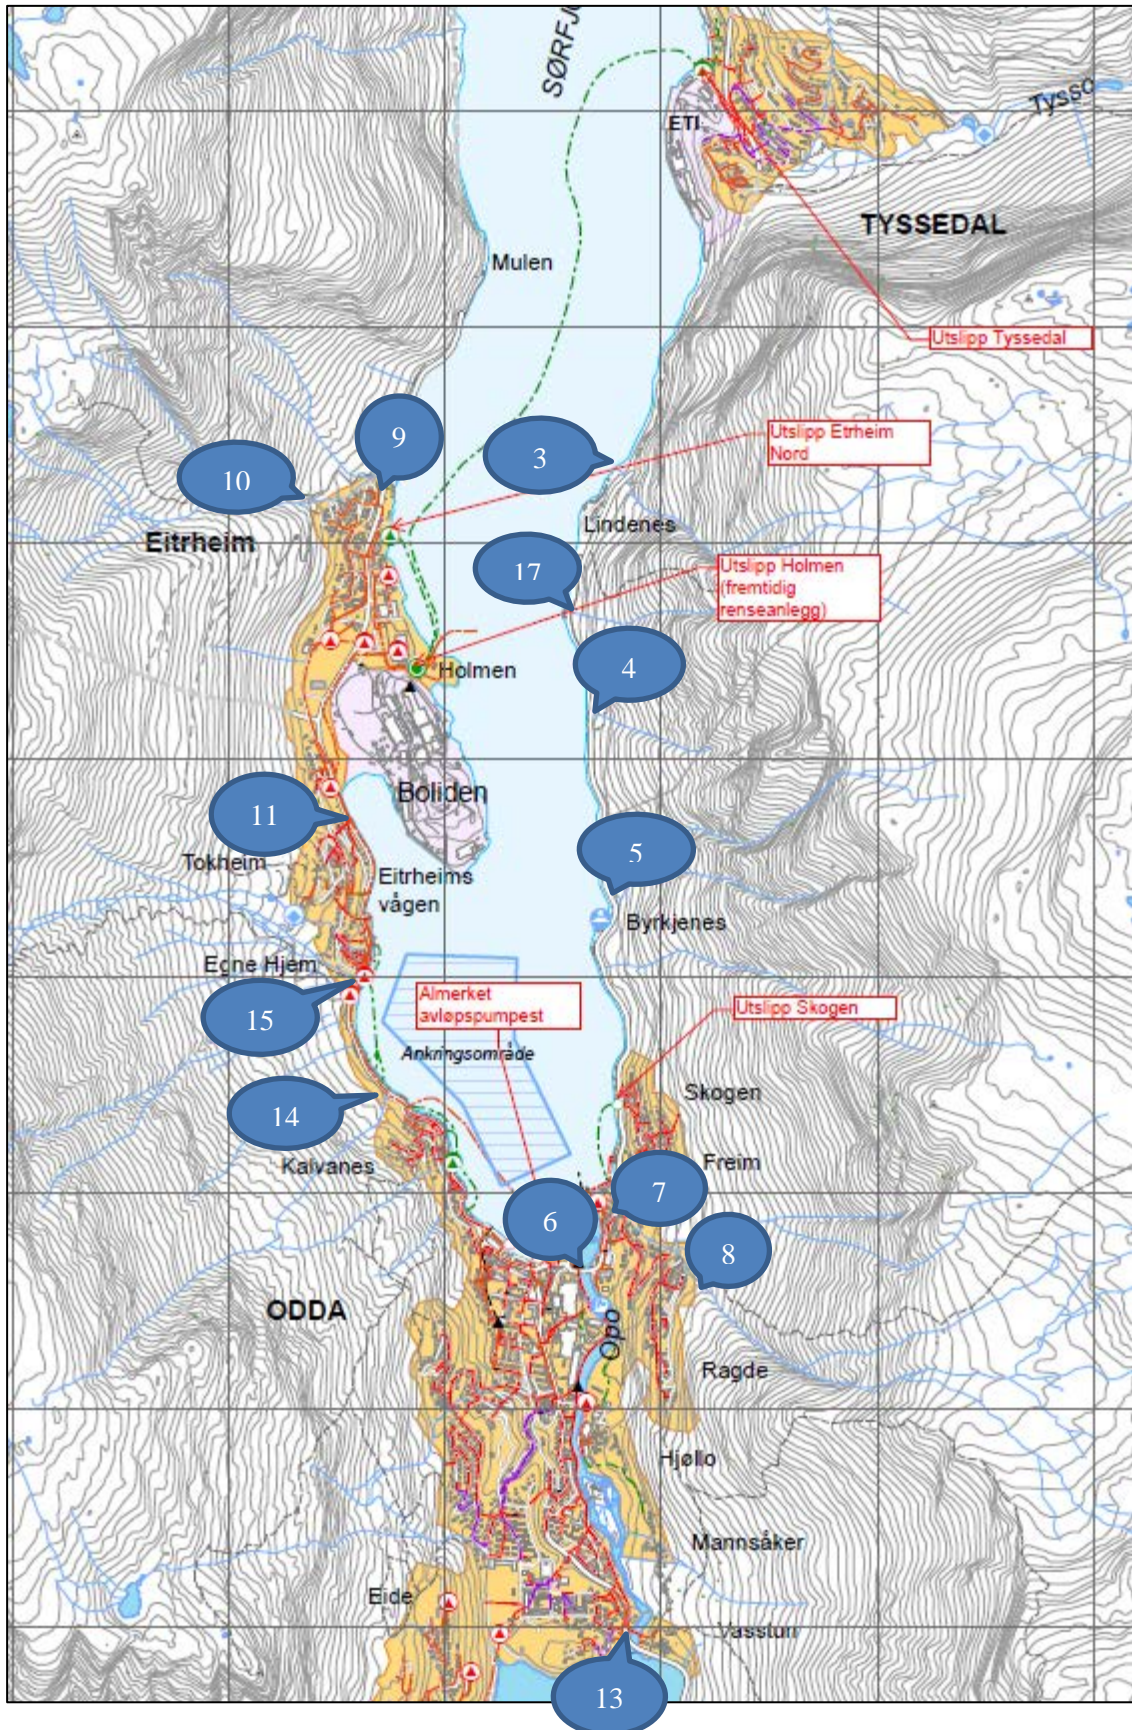 SØRFJ
Tysso
ETI
TYSSEDAL
Mulen
Utslipp Tyssedal
Utslipp Etrheim
Nord
9
3
10
Lindenes
Eitrheim
17
Utslipp Holmen
(fremtidig
renseanlegg)
4
Holmen
Boliden
11
5
Tokheim
Eitrheims
vågen
Byrkjenes
Egne Hjem
Almerket
avløpspumpest
Utslipp Skogen
15
Ankringsområde
Skogen
14
Kalvanes
Freim
7
6
8
ODDA
Opo
Ragde
Hjøllo
Mannsåker
Eide
Vasstun
13